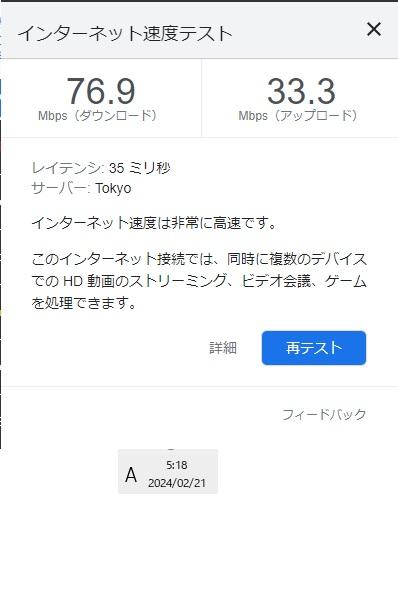 インターネット速度テスト ×
76.9 33.3
Mbps（ダウンロード） Mbps（アップロード）
レイテンシ: 35 ミリ秒
サーバー: Tokyo
インターネット速度は非常に高速です。
このインターネット接続では、同時に複数のデバイス
での HD 動画のストリーミング、ビデオ会議、ゲーム
を処理できます。
詳細 再テスト
フィードバック
A 5:18
2024/02/21